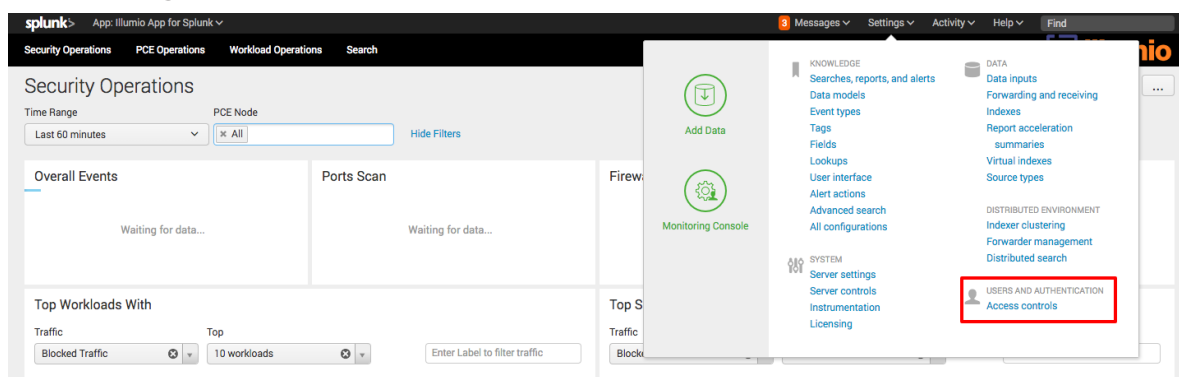 splunk> App: Illumio App for Splunk
3 Messages Settings Activity Help Find
Security Operations PCE Operations Workload Operations Search
Security Operations
...
Time Range PCE Node
Last 60 minutes × All Hide Filters
Overall Events Ports Scan
Waiting for data... Waiting for data...
Top Workloads With
Traffic Top
Blocked Traffic 10 workloads Enter Label to filter traffic
Traffic
Add Data
Monitoring Console
KNOWLEDGE
Searches, reports, and alerts
Data models
Event types
Tags
Fields
Lookups
User interface
Alert actions
Advanced search
All configurations
SYSTEM
Server settings
Server controls
Instrumentation
Licensing
DATA
Data inputs
Forwarding and receiving
Indexes
Report acceleration
summaries
Virtual indexes
Source types
DISTRIBUTED ENVIRONMENT
Indexer clustering
Forwarder management
Distributed search
USERS AND AUTHENTICATION
Access controls